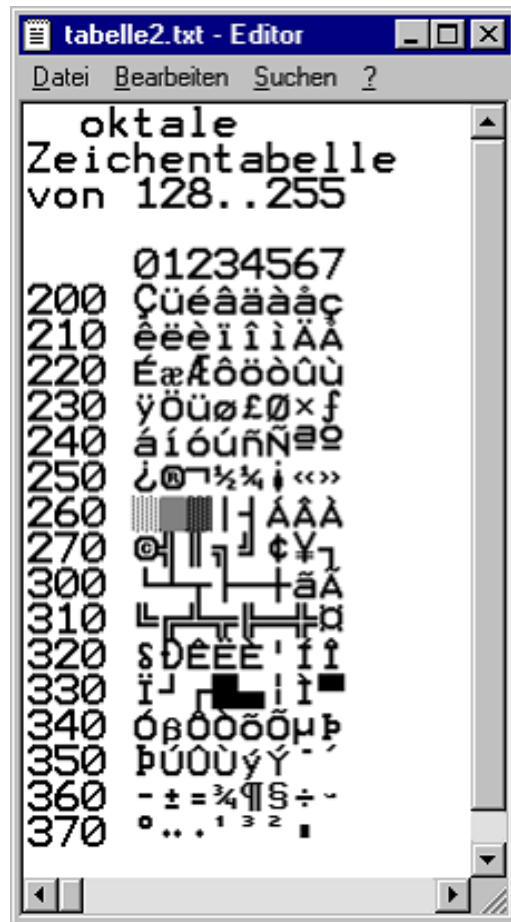 tabelle2.txt - Editor
Datei Bearbeiten Suchen ?
oktale
Zeichentabelle
von 128..255
01234567
200 Çüéâäàåç
210 êëèïîìÄÅ
220 ÉæÆôöòûù
230 ÿÖüø£Ø×ƒ
240 áíóúñÑªº
250 ¿®¬½¼¡«»
260 ░▒▓│┤ÁÂÀ
270 ©╣║╗╝¢¥┐
300 └┴┬├─┼ãÃ
310 ╚╔╩╦╠═╬¤
320 ðÐÊËÈ'ÍÎ
330 Ï┘┌█▄¦Ì▀
340 ÓßÔÒõÕµÞ
350 þÚÛÙýÝ¯´
360 -±=¾¶§÷¸
370 °¨·¹³²■